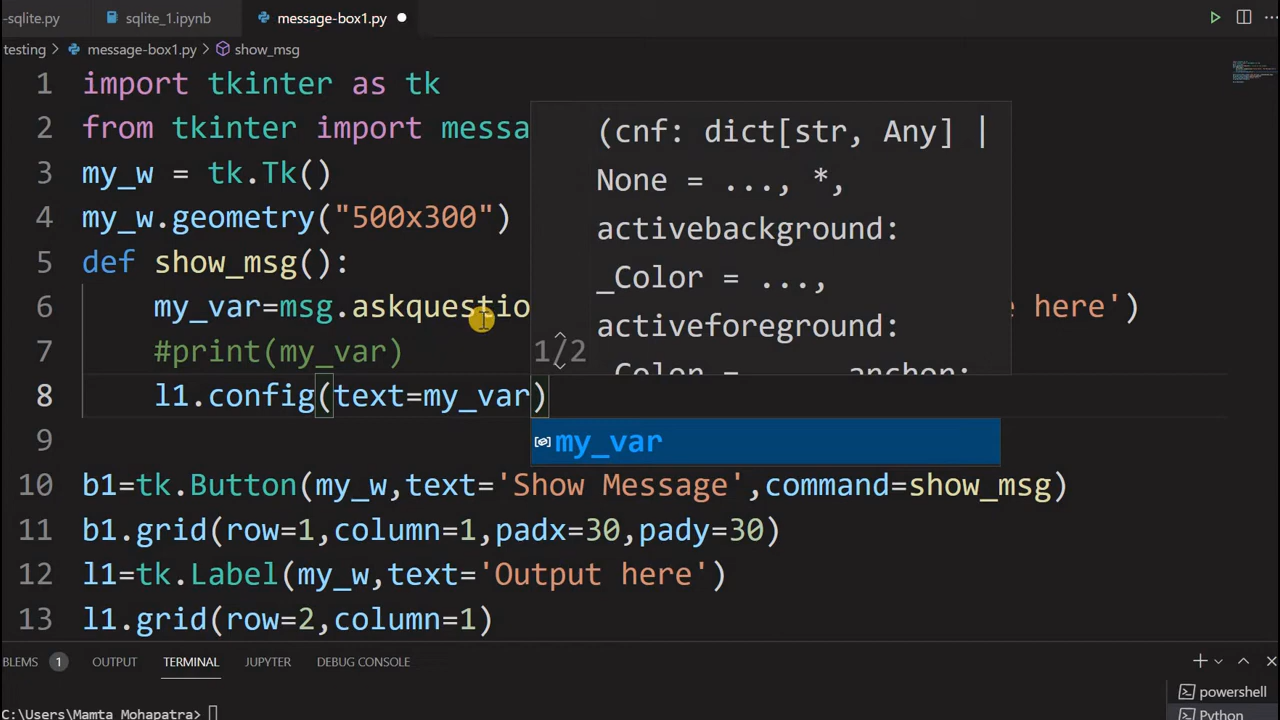 -sqlite.py sqlite_1.ipynb message-box1.py
testing > message-box1.py > show_msg
1 import tkinter as tk
2 from tkinter import messa
3 my_w = tk.Tk()
4 my_w.geometry("500x300")
5 def show_msg():
6 my_var=msg.askquestio here')
7 #print(my_var)
8 l1.config(text=my_var)
9
10 b1=tk.Button(my_w,text='Show Message',command=show_msg)
11 b1.grid(row=1,column=1,padx=30,pady=30)
12 l1=tk.Label(my_w,text='Output here')
13 l1.grid(row=2,column=1)
(cnf: dict[str, Any] |
None = ..., *,
activebackground:
_Color = ...,
activeforeground:
_Color = ..., anchor:
1/2
my_var
BLEMS 1 OUTPUT TERMINAL JUPYTER DEBUG CONSOLE
powershell
Python
C:\Users\Mamta Mohapatra>